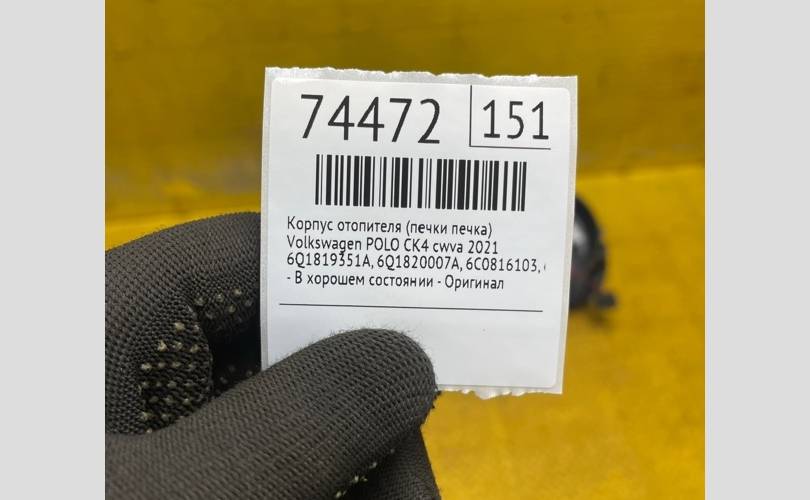 74472 151
Корпус отопителя (печки печка)
Volkswagen POLO CK4 cwva 2021
6Q1819351A, 6Q1820007A, 6C0816103,
- В хорошем состоянии - Оригинал